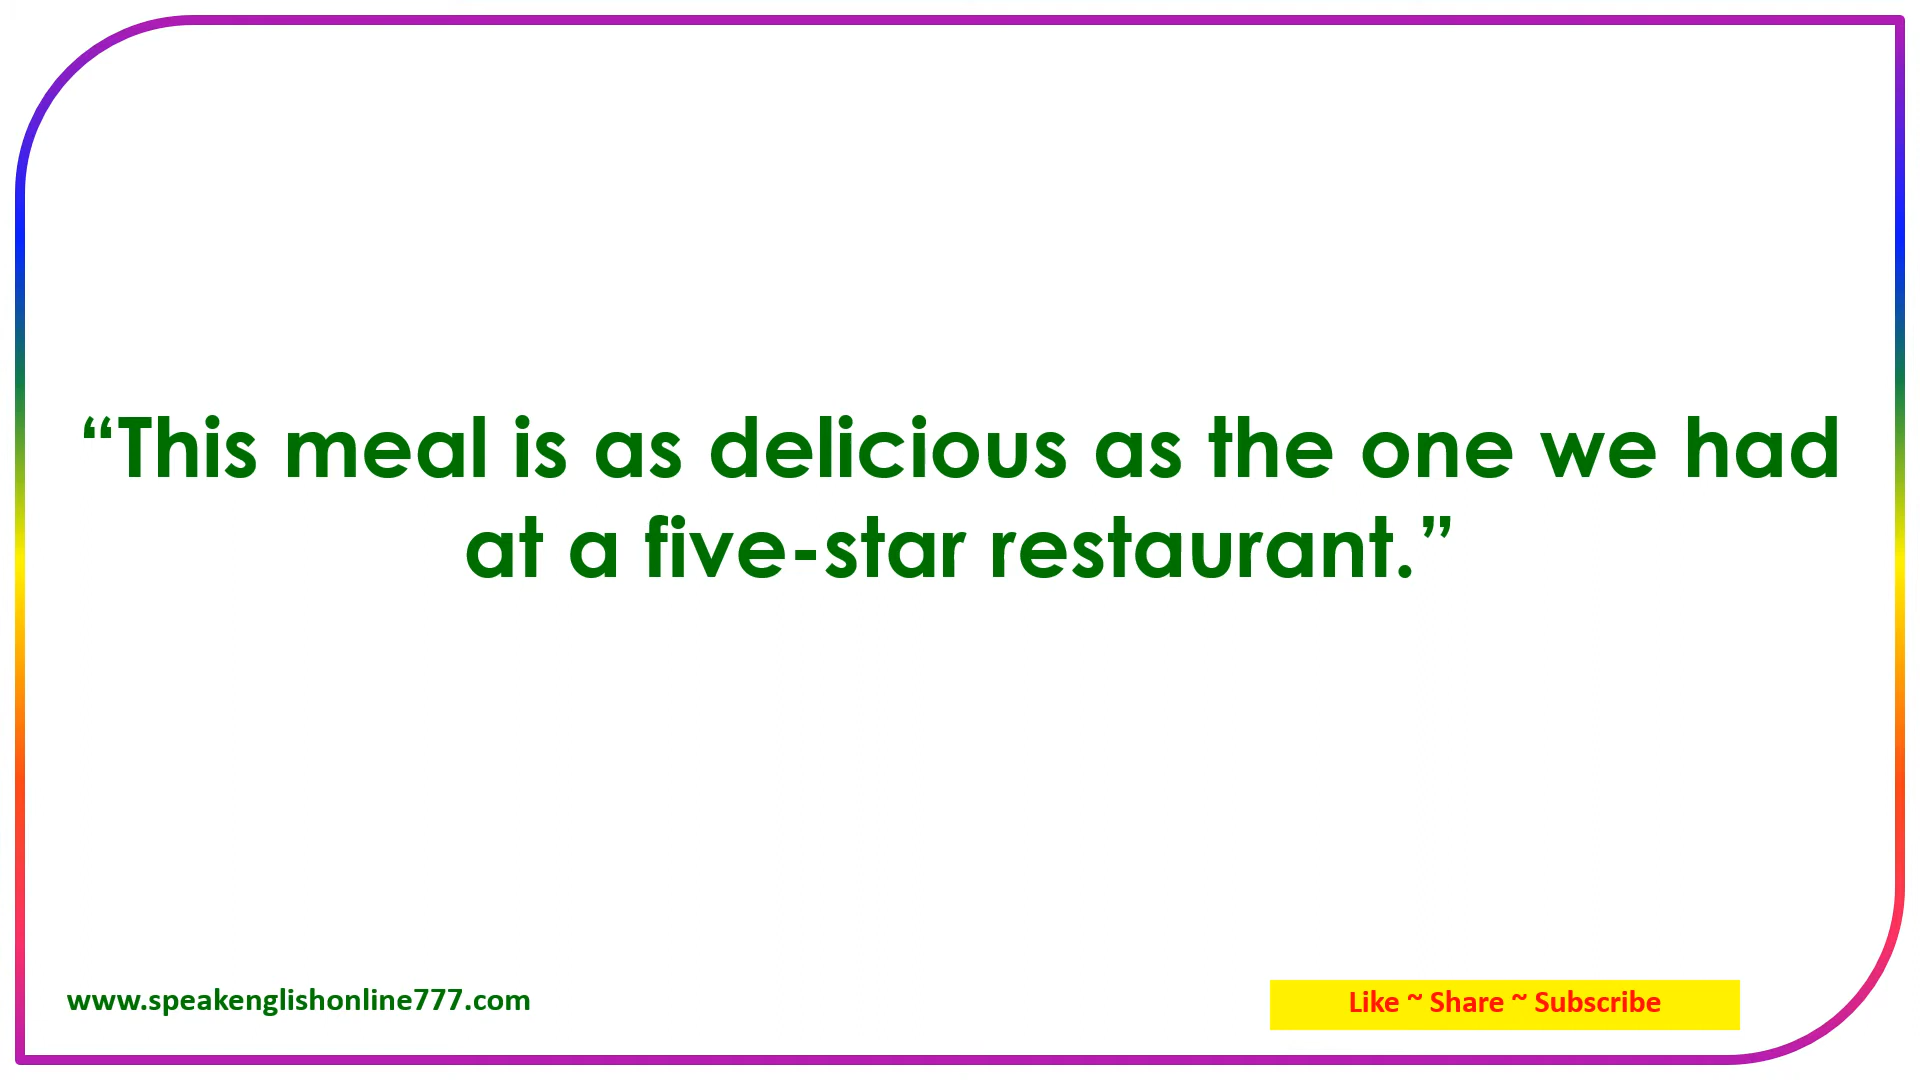 “This meal is as delicious as the one we had
at a five-star restaurant.”
www.speakenglishonline777.com
Like ~ Share ~ Subscribe